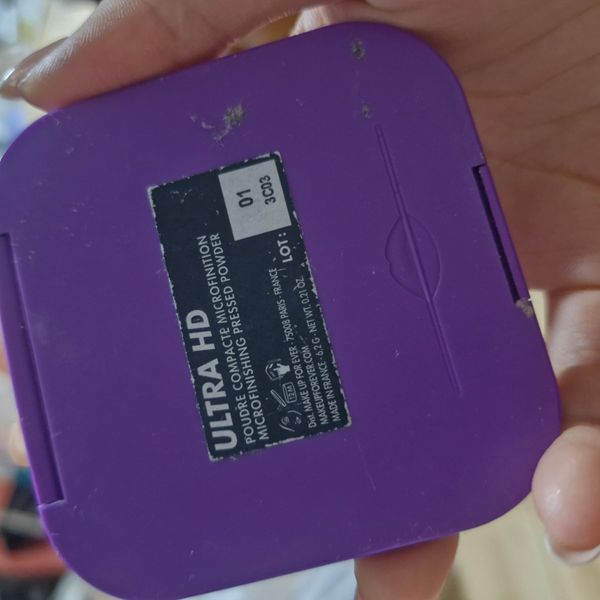 ULTRA HD
POUDRE COMPACTE MICROFINITION
MICROFINISHING PRESSED POWDER
12M
Dist. MAKE UP FOR EVER - 75008 PARIS - FRANCE
MAKEUPFOREVER.COM
MADE IN FRANCE - 6.2 G - NET WT. 0.21 OZ.
LOT:
01
3C03